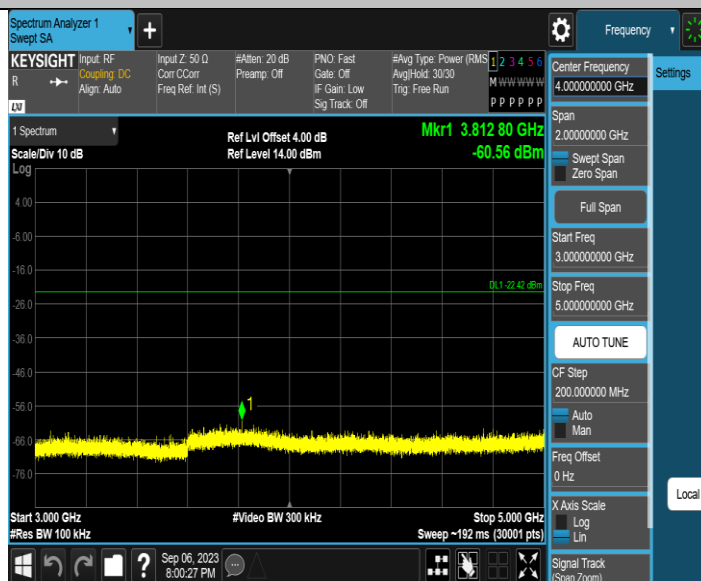 Spectrum Analyzer 1
Swept SA
+
Frequency
KEYSIGHT
R
LXI
Input: RF
Coupling: DC
Align: Auto
Input Z: 50 Ω
Corr CCorr
Freq Ref: Int (S)
#Atten: 20 dB
Preamp: Off
PNO: Fast
Gate: Off
IF Gain: Low
Sig Track: Off
#Avg Type: Power (RMS
Avg|Hold: 30/30
Trig: Free Run
1 2 3 4 5 6
M W W W W W
P P P P P P
1 Spectrum
Scale/Div 10 dB
Log
Ref Lvl Offset 4.00 dB
Ref Level 14.00 dBm
Mkr1 3.812 80 GHz
-60.56 dBm
4.00
-6.00
-16.0
-26.0
-36.0
-46.0
-56.0
-66.0
-76.0
DL1 -22.42 dBm
1
Start 3.000 GHz
#Res BW 100 kHz
#Video BW 300 kHz
Stop 5.000 GHz
Sweep ~192 ms (30001 pts)
?
Sep 06, 2023
8:00:27 PM
Center Frequency
4.000000000 GHz
Span
2.00000000 GHz
Swept Span
Zero Span
Full Span
Start Freq
3.000000000 GHz
Stop Freq
5.000000000 GHz
AUTO TUNE
CF Step
200.000000 MHz
Auto
Man
Freq Offset
0 Hz
X Axis Scale
Log
Lin
Signal Track
(Span Zoom)
Settings
Local